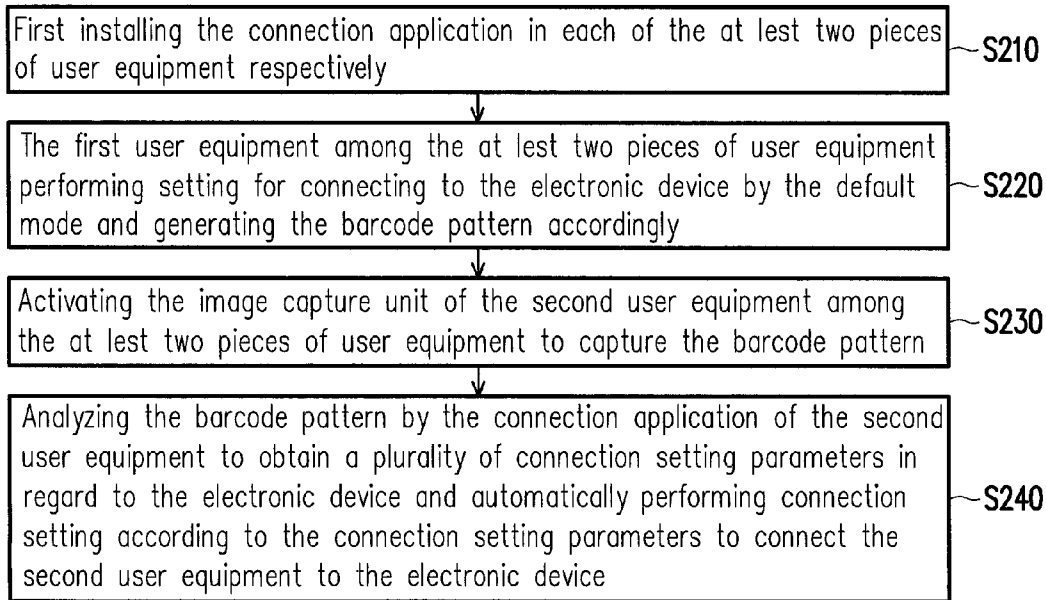 First installing the connection application in each of the at lest two pieces
of user equipment respectively
S210
The first user equipment among the at lest two pieces of user equipment
performing setting for connecting to the electronic device by the default
mode and generating the barcode pattern accordingly
S220
Activating the image capture unit of the second user equipment among
the at lest two pieces of user equipment to capture the barcode pattern
S230
Analyzing the barcode pattern by the connection application of the second
user equipment to obtain a plurality of connection setting parameters in
regard to the electronic device and automatically performing connection
setting according to the connection setting parameters to connect the
second user equipment to the electronic device
S240